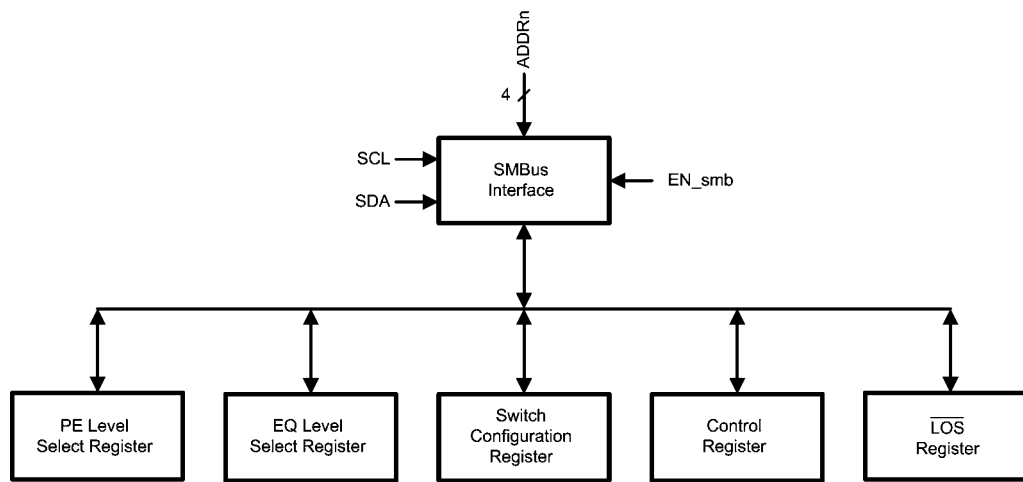 ADDRn
4
SCL
SDA
SMBus
Interface
EN_smb
PE Level
Select Register
EQ Level
Select Register
Switch
Configuration
Register
Control
Register
L̅O̅S̅
Register